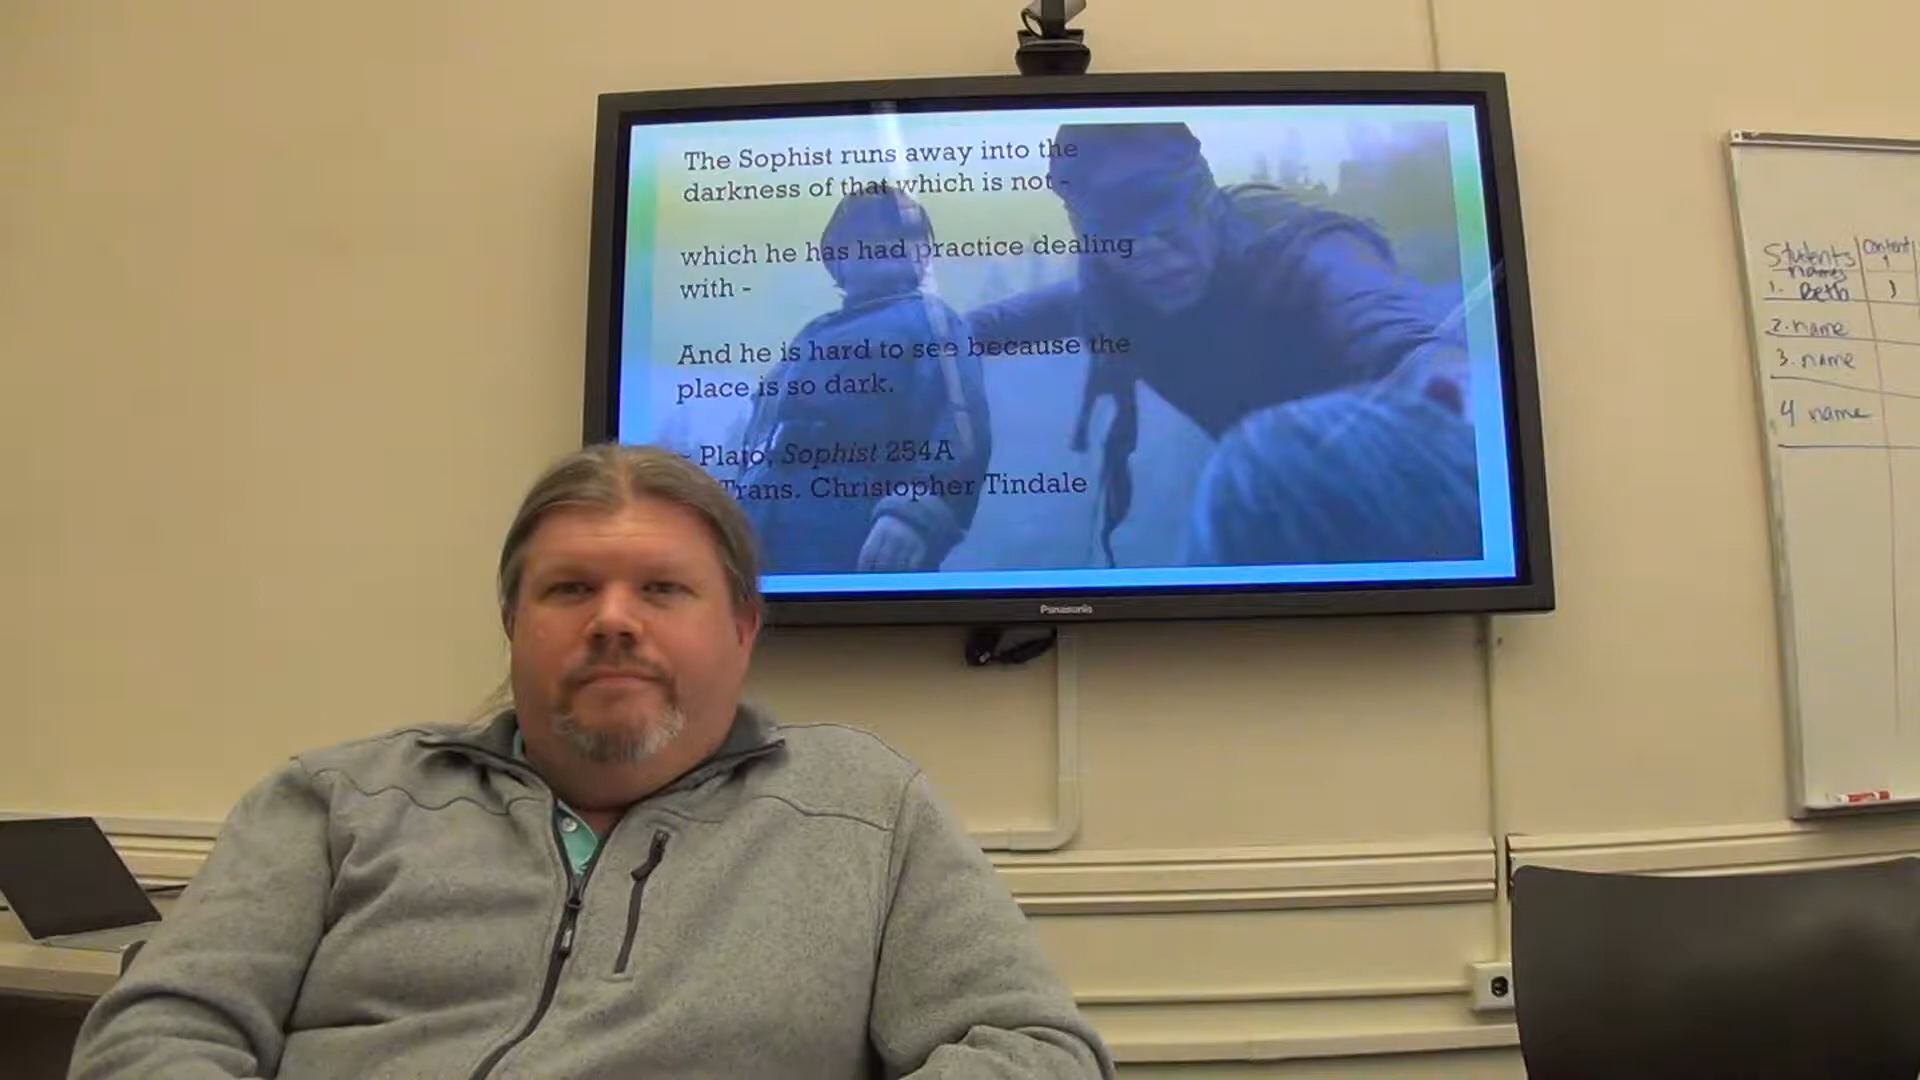 The Sophist runs away into the
darkness of that which is not -
which he has had practice dealing
with -
And he is hard to see because the
place is so dark.
- Plato, Sophist 254A
Trans. Christopher Tindale
Panasonic
Students
names
Content
1
1. Beth
1
2. name
3. name
4 name